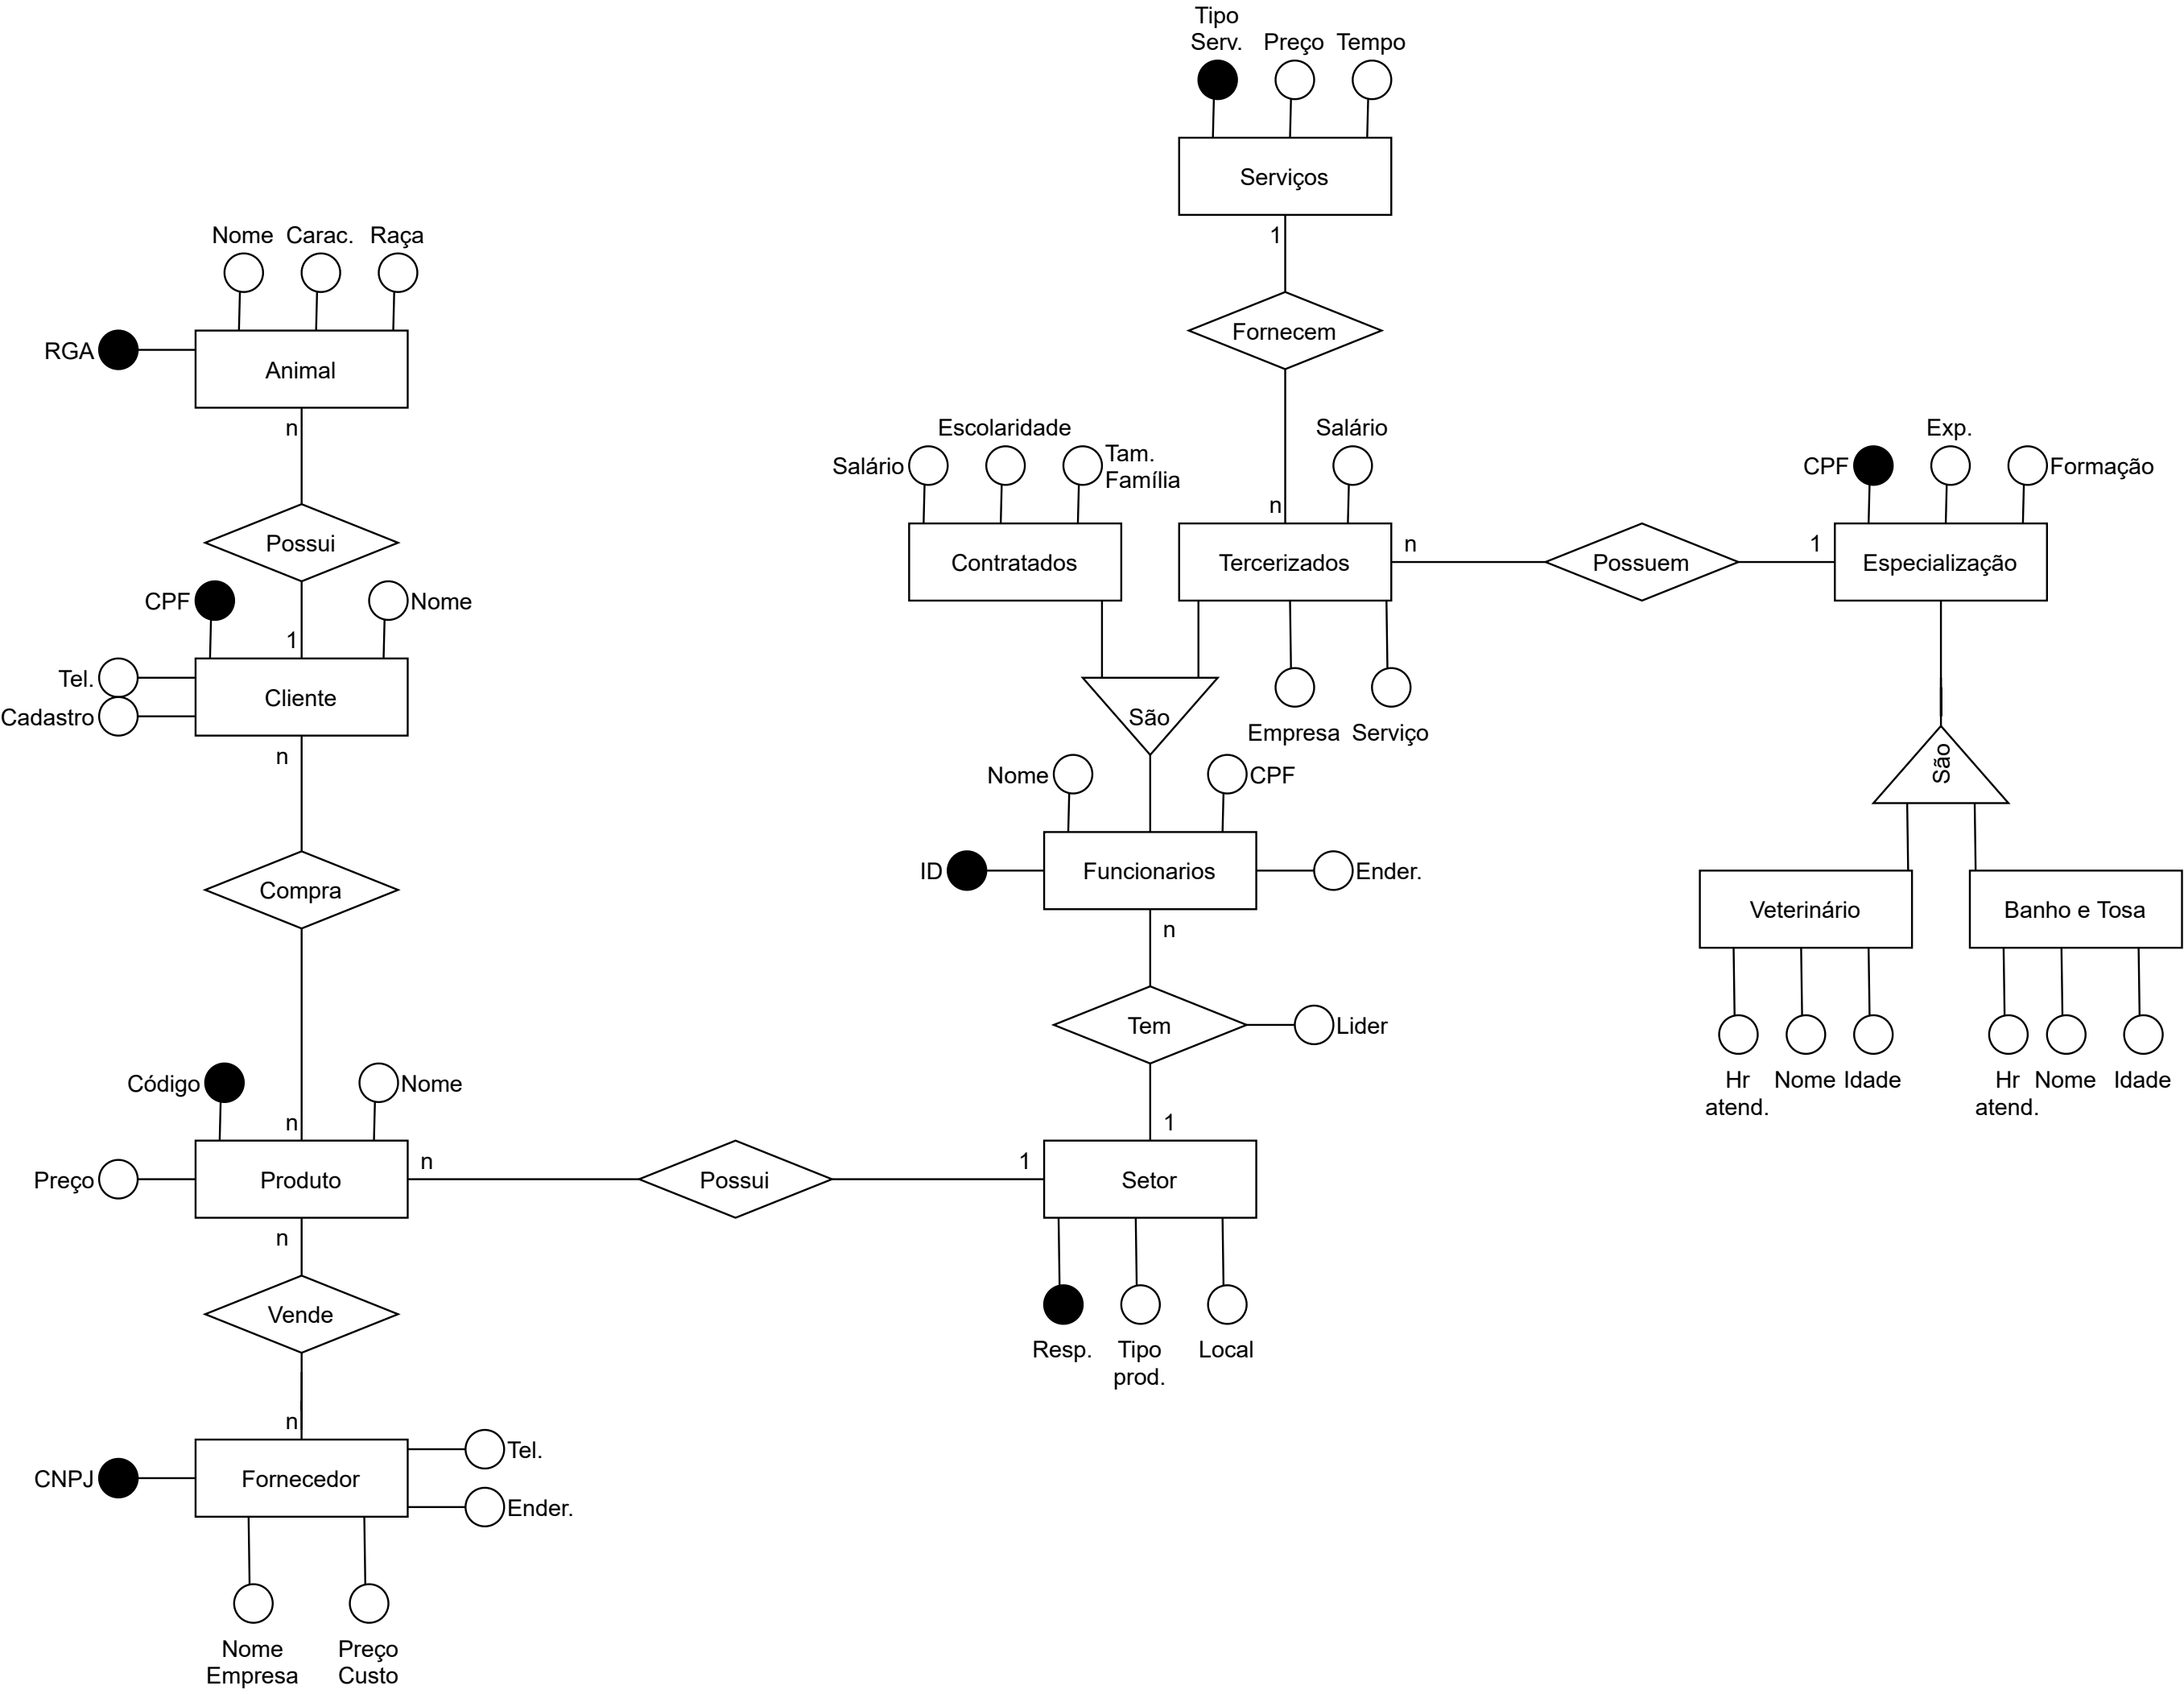 Tipo
Serv.
Preço
Tempo
Serviços
1
Fornecem
n
Nome
Carac.
Raça
RGA
Animal
n
Possui
1
CPF
Nome
Tel.
Cadastro
Cliente
n
Compra
n
Código
Nome
Preço
Produto
n
Possui
1
n
Vende
n
CNPJ
Fornecedor
Tel.
Ender.
Nome
Empresa
Preço
Custo
Salário
Escolaridade
Tam.
Família
Contratados
Salário
Tercerizados
n
Possuem
1
Empresa
Serviço
São
Nome
CPF
ID
Funcionarios
Ender.
n
Tem
Lider
1
Setor
Resp.
Tipo
prod.
Local
CPF
Exp.
Formação
Especialização
São
Veterinário
Hr
atend.
Nome
Idade
Banho e Tosa
Hr
atend.
Nome
Idade